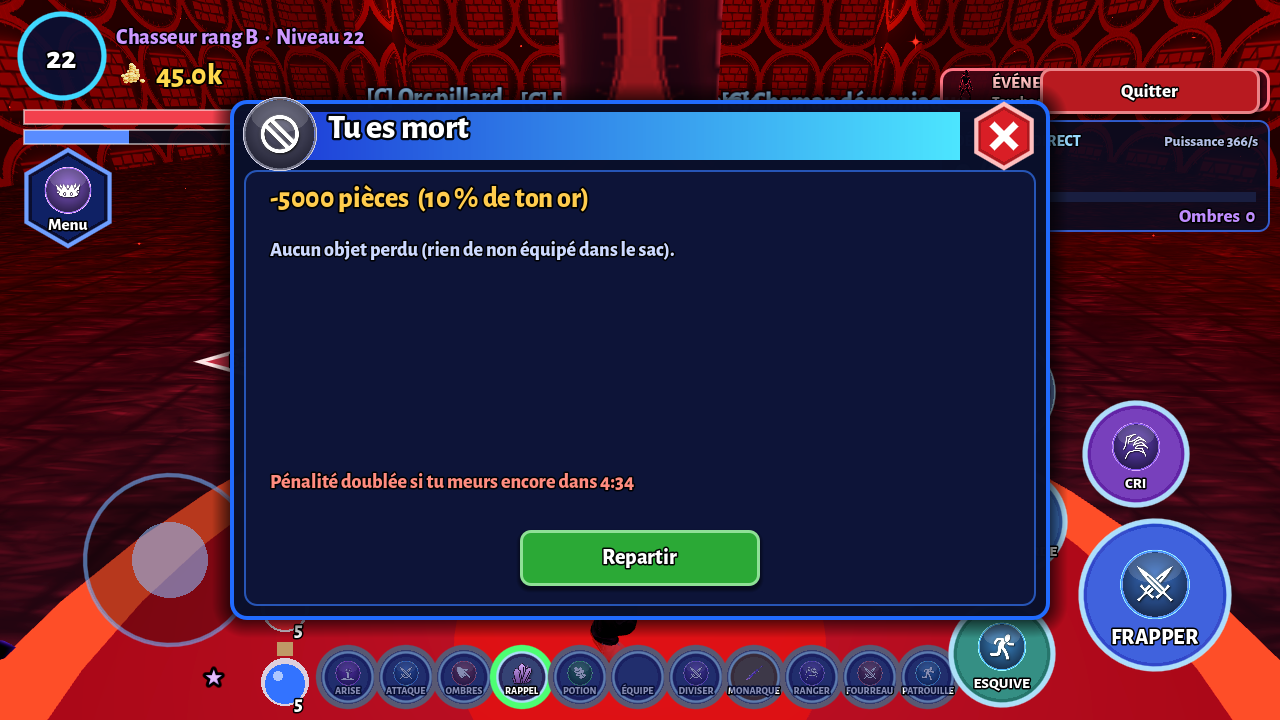 22
Chasseur rang B · Niveau 22
45.0k
[C] Orc pillard
ÉVÉNE
Quitter
Tu es mort
RECT
Puissance 366/s
Ombres 0
Menu
-5000 pièces (10 % de ton or)
Aucun objet perdu (rien de non équipé dans le sac).
Pénalité doublée si tu meurs encore dans 4:34
Repartir
CRI
FRAPPER
ESQUIVE
5
5
ARISE
ATTAQUE
OMBRES
RAPPEL
POTION
ÉQUIPE
DIVISER
MONARQUE
RANGER
FOURREAU
PATROUILLE